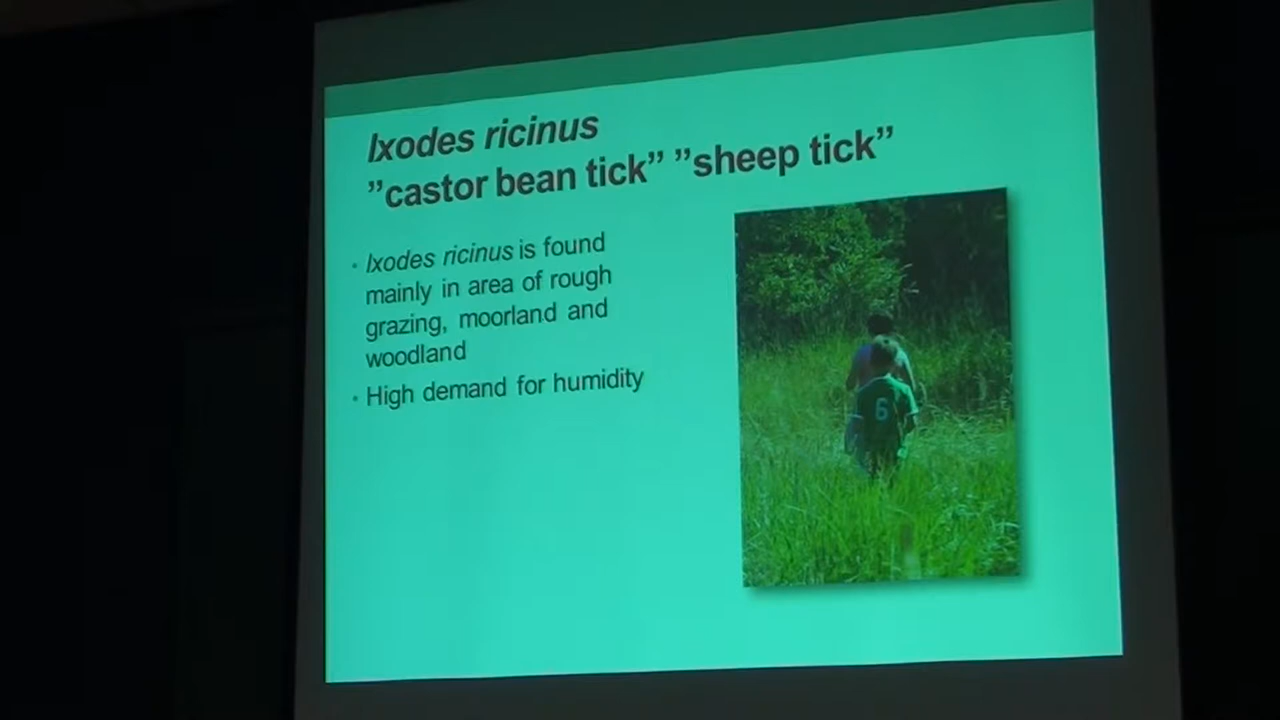 Ixodes ricinus
”castor bean tick” ”sheep tick”
• Ixodes ricinus is found
mainly in area of rough
grazing, moorland and
woodland
• High demand for humidity
6